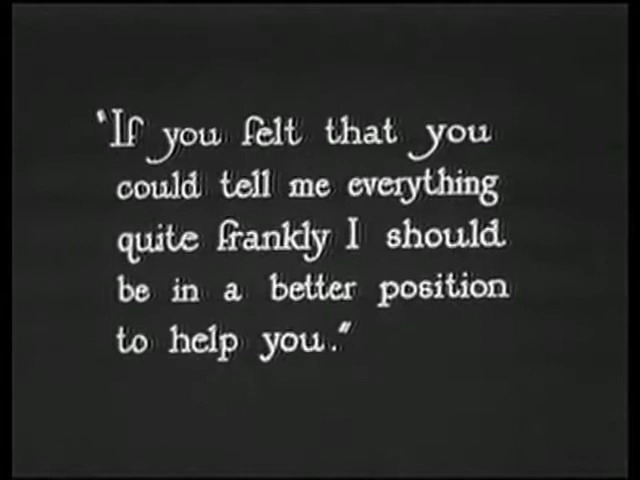 "If you felt that you
could tell me everything
quite frankly I should
be in a better position
to help you."